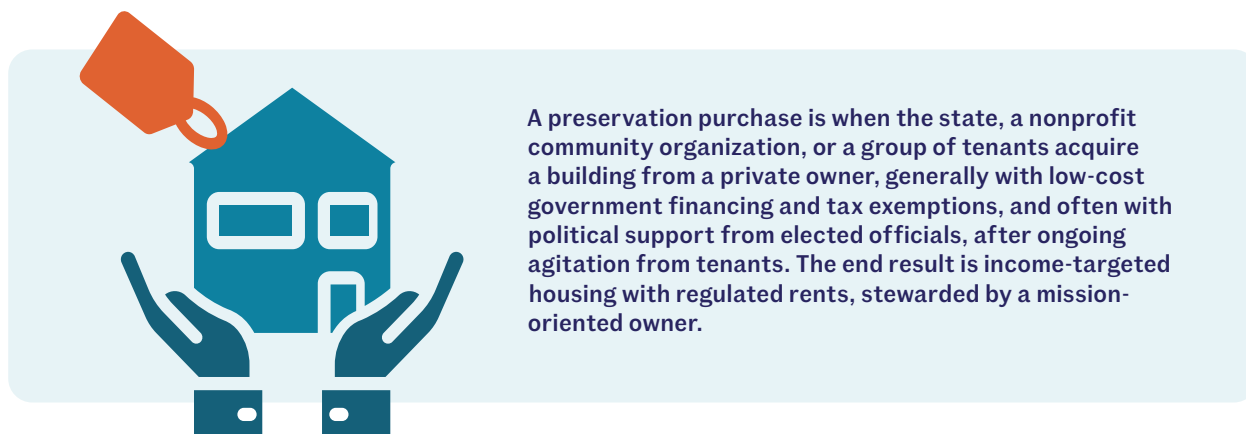 A preservation purchase is when the state, a nonprofit
community organization, or a group of tenants acquire
a building from a private owner, generally with low-cost
government financing and tax exemptions, and often with
political support from elected officials, after ongoing
agitation from tenants. The end result is income-targeted
housing with regulated rents, stewarded by a mission-
oriented owner.